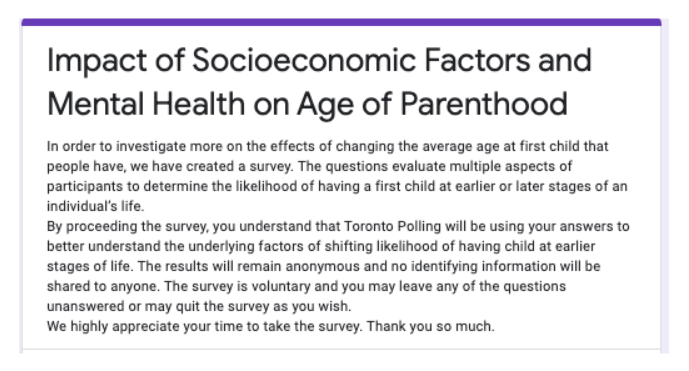 Impact of Socioeconomic Factors and
Mental Health on Age of Parenthood
In order to investigate more on the effects of changing the average age at first child that
people have, we have created a survey. The questions evaluate multiple aspects of
participants to determine the likelihood of having a first child at earlier or later stages of an
individual's life.
By proceeding the survey, you understand that Toronto Polling will be using your answers to
better understand the underlying factors of shifting likelihood of having child at earlier
stages of life. The results will remain anonymous and no identifying information will be
shared to anyone. The survey is voluntary and you may leave any of the questions
unanswered or may quit the survey as you wish.
We highly appreciate your time to take the survey. Thank you so much.